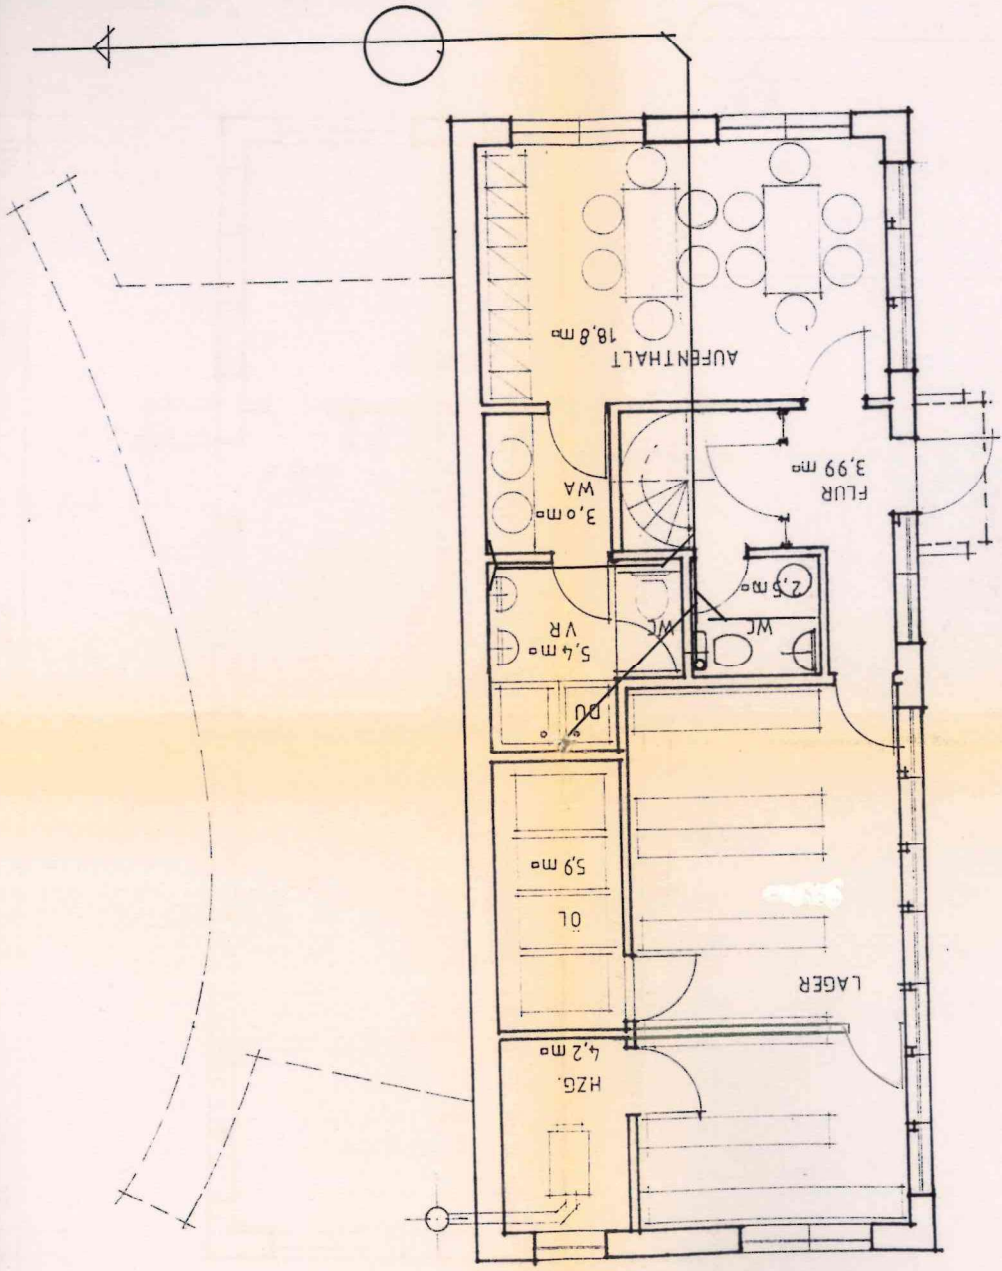 HZG.
4,2 m²
LAGER
ÖL
5,9 m²
DU
VR
5,4 m²
WC
WC
2,5 m²
WA
3,0 m²
FLUR
3,99 m²
AUFENTHALT
18,8 m²